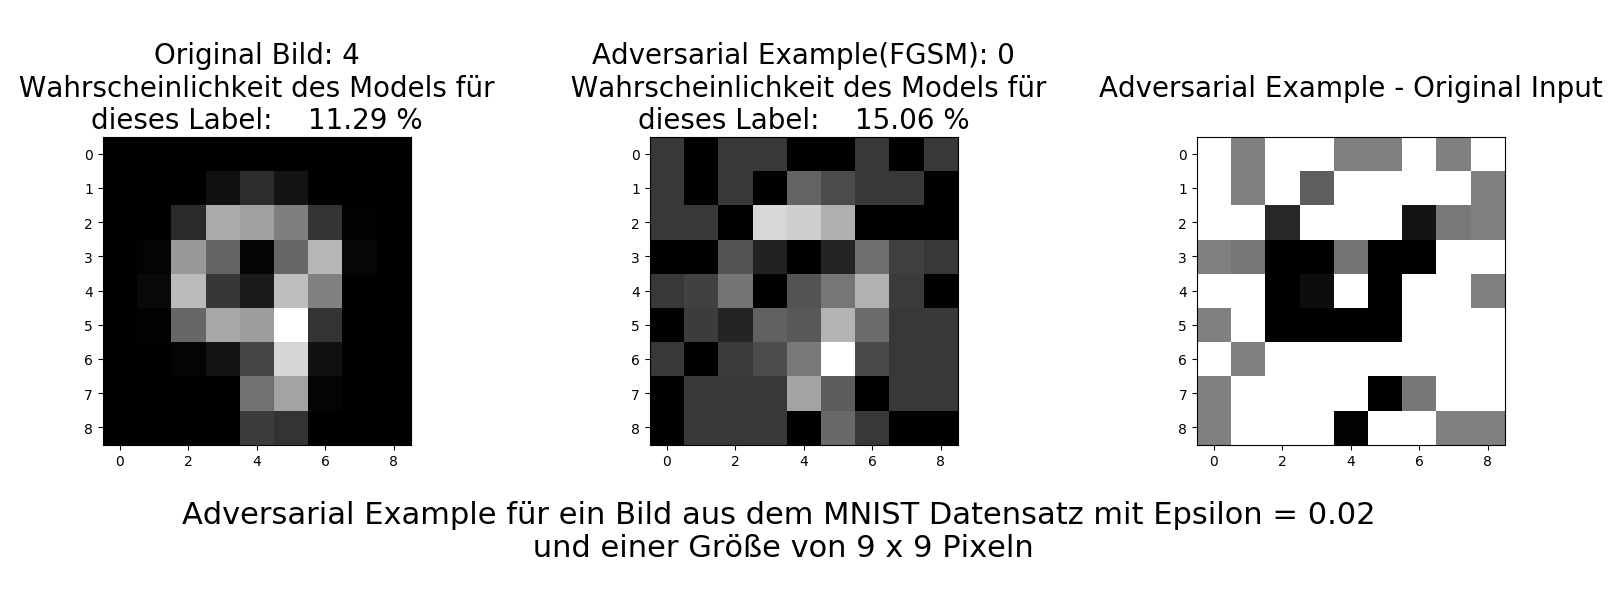 Original Bild: 4
Wahrscheinlichkeit des Models für
dieses Label: 11.29 %
Adversarial Example(FGSM): 0
Wahrscheinlichkeit des Models für
dieses Label: 15.06 %
Adversarial Example - Original Input
0
1
2
3
4
5
6
7
8
0 2 4 6 8
0
1
2
3
4
5
6
7
8
0 2 4 6 8
0
1
2
3
4
5
6
7
8
0 2 4 6 8
Adversarial Example für ein Bild aus dem MNIST Datensatz mit Epsilon = 0.02
und einer Größe von 9 x 9 Pixeln